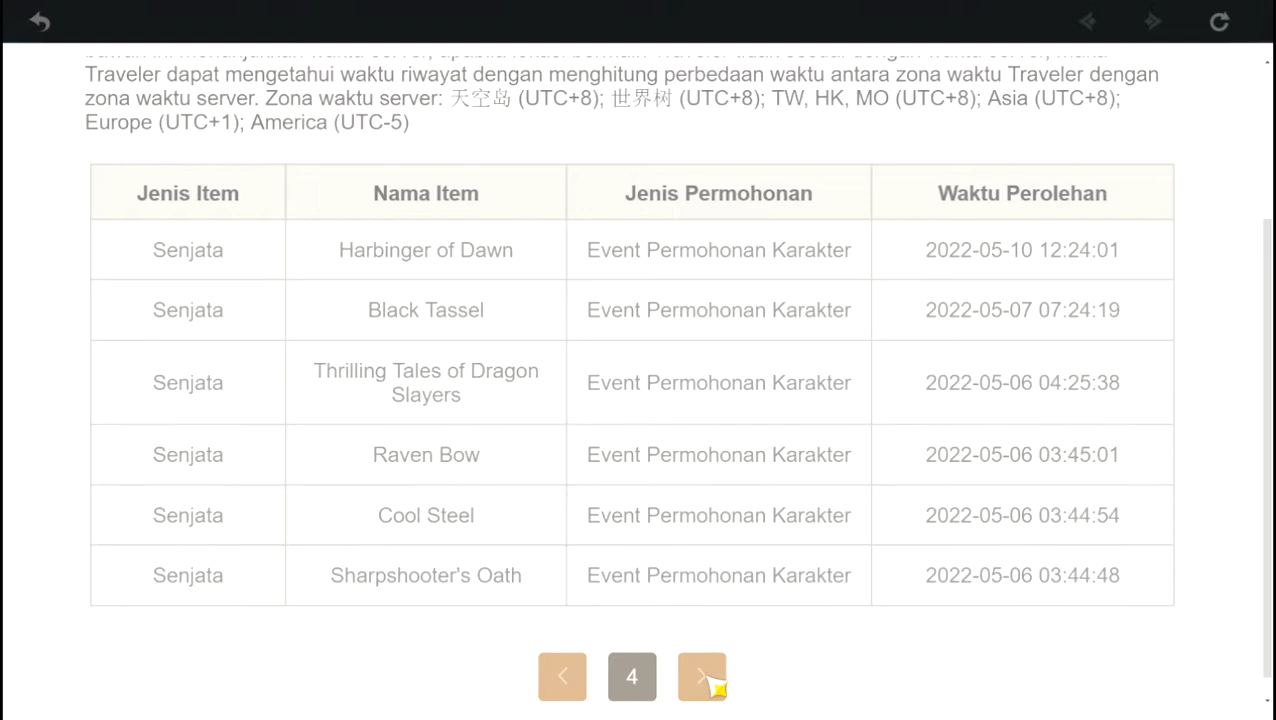 Traveler dapat mengetahui waktu riwayat dengan menghitung perbedaan waktu antara zona waktu Traveler dengan
zona waktu server. Zona waktu server: 天空岛 (UTC+8); 世界树 (UTC+8); TW, HK, MO (UTC+8); Asia (UTC+8);
Europe (UTC+1); America (UTC-5)
Jenis Item Nama Item Jenis Permohonan Waktu Perolehan
Senjata Harbinger of Dawn Event Permohonan Karakter 2022-05-10 12:24:01
Senjata Black Tassel Event Permohonan Karakter 2022-05-07 07:24:19
Senjata Thrilling Tales of Dragon
Slayers Event Permohonan Karakter 2022-05-06 04:25:38
Senjata Raven Bow Event Permohonan Karakter 2022-05-06 03:45:01
Senjata Cool Steel Event Permohonan Karakter 2022-05-06 03:44:54
Senjata Sharpshooter's Oath Event Permohonan Karakter 2022-05-06 03:44:48
4